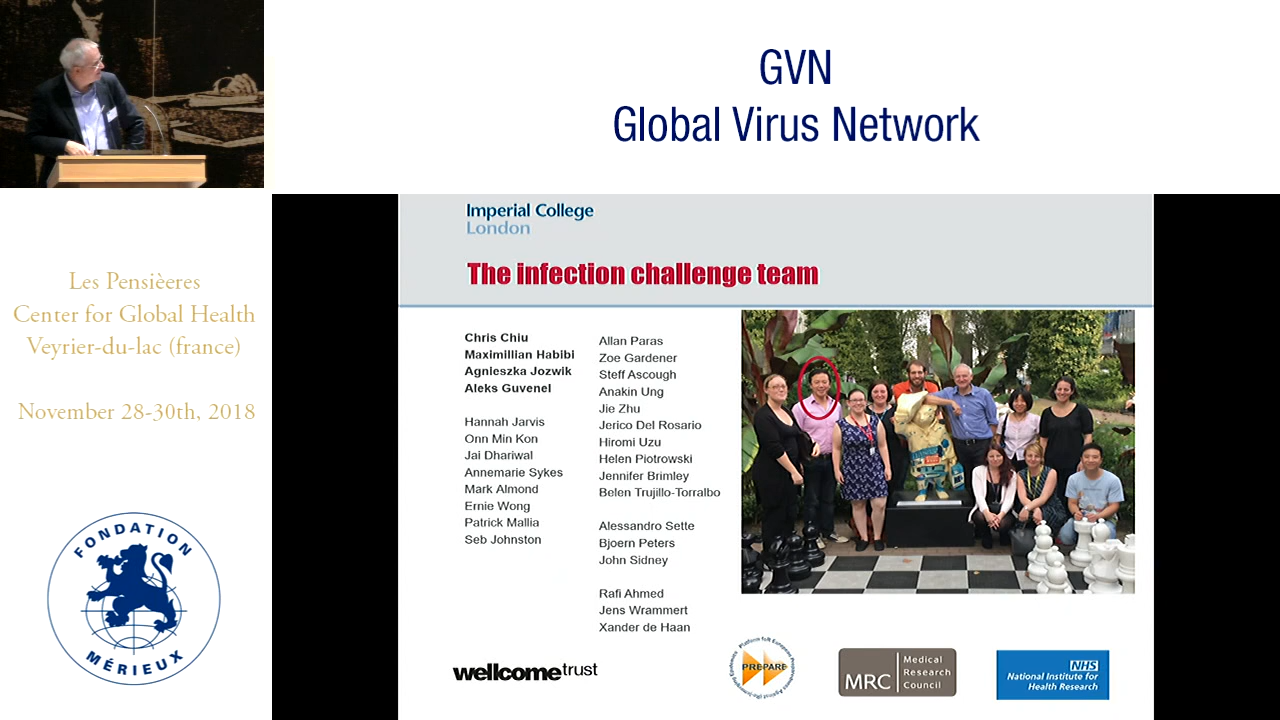 GVN
Global Virus Network
Les Pensièeres
Center for Global Health
Veyrier-du-lac (france)
November 28-30th, 2018
FONDATION
MÉRIEUX
Imperial College
London
The infection challenge team
Chris Chiu
Maximillian Habibi
Agnieszka Jozwik
Aleks Guvenel
Hannah Jarvis
Onn Min Kon
Jai Dhariwal
Annemarie Sykes
Mark Almond
Ernie Wong
Patrick Mallia
Seb Johnston
Allan Paras
Zoe Gardener
Steff Ascough
Anakin Ung
Jie Zhu
Jerico Del Rosario
Hiromi Uzu
Helen Piotrowski
Jennifer Brimley
Belen Trujillo-Torralbo
Alessandro Sette
Bjoern Peters
John Sidney
Rafi Ahmed
Jens Wrammert
Xander de Haan
wellcometrust
PREPARE
MRC
Medical
Research
Council
NHS
National Institute for
Health Research